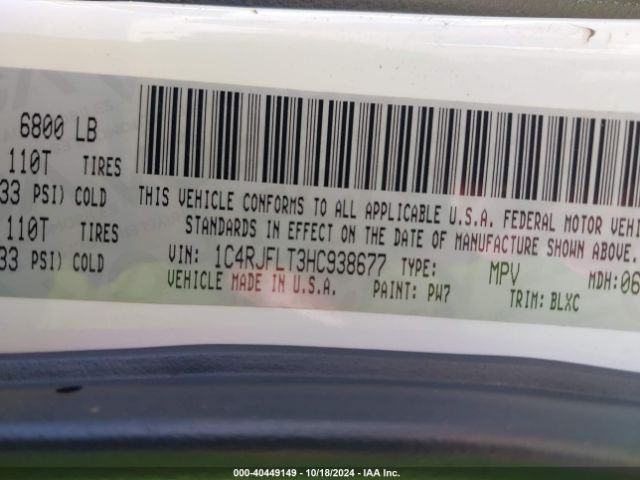 6800 LB
110T TIRES
33 PSI) COLD
110T TIRES
33 PSI) COLD
THIS VEHICLE CONFORMS TO ALL APPLICABLE U.S.A. FEDERAL MOTOR VEHI
STANDARDS IN EFFECT ON THE DATE OF MANUFACTURE SHOWN ABOVE.
VIN: 1C4RJFLT3HC938677 TYPE: MPV MDH:06
VEHICLE MADE IN U.S.A. PAINT: PW7 TRIM: BLXC
000-40449149 - 10/18/2024 - IAA Inc.